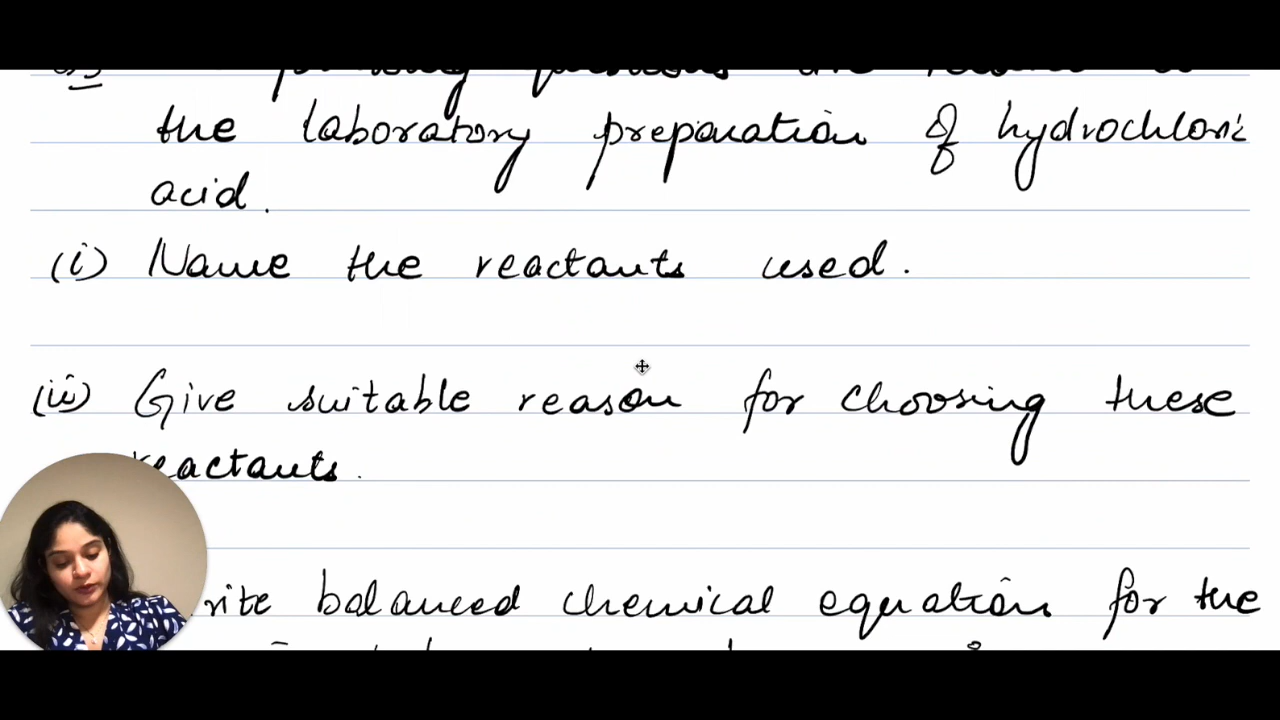 the laboratory preparation of hydrochloric
acid.
(i) Name the reactants used.
(ii) Give suitable reason for choosing these
reactants.
rite balanced chemical equation for the